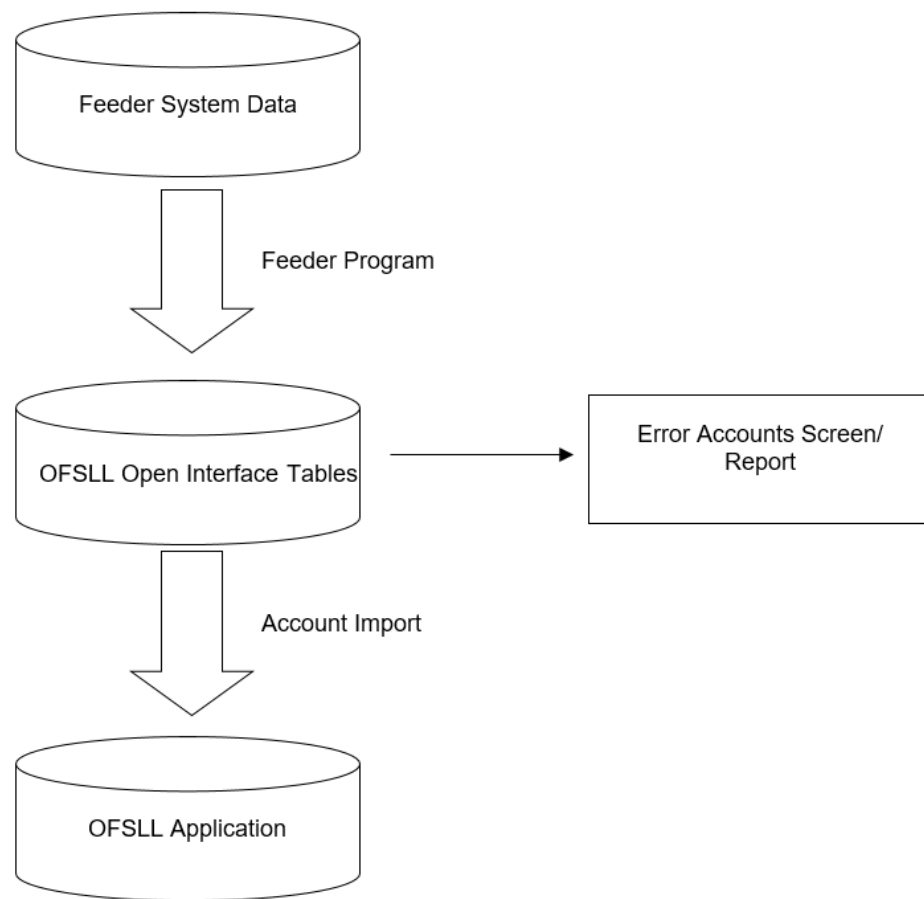 Feeder System Data
Feeder Program
OFSLL Open Interface Tables
Error Accounts Screen/
Report
Account Import
OFSLL Application